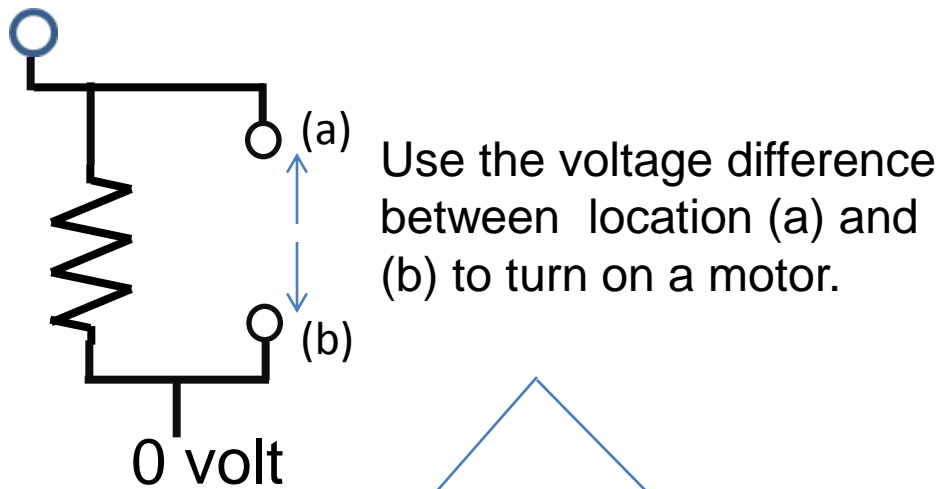 (a)
Use the voltage difference
between location (a) and
(b) to turn on a motor.
(b)
0 volt